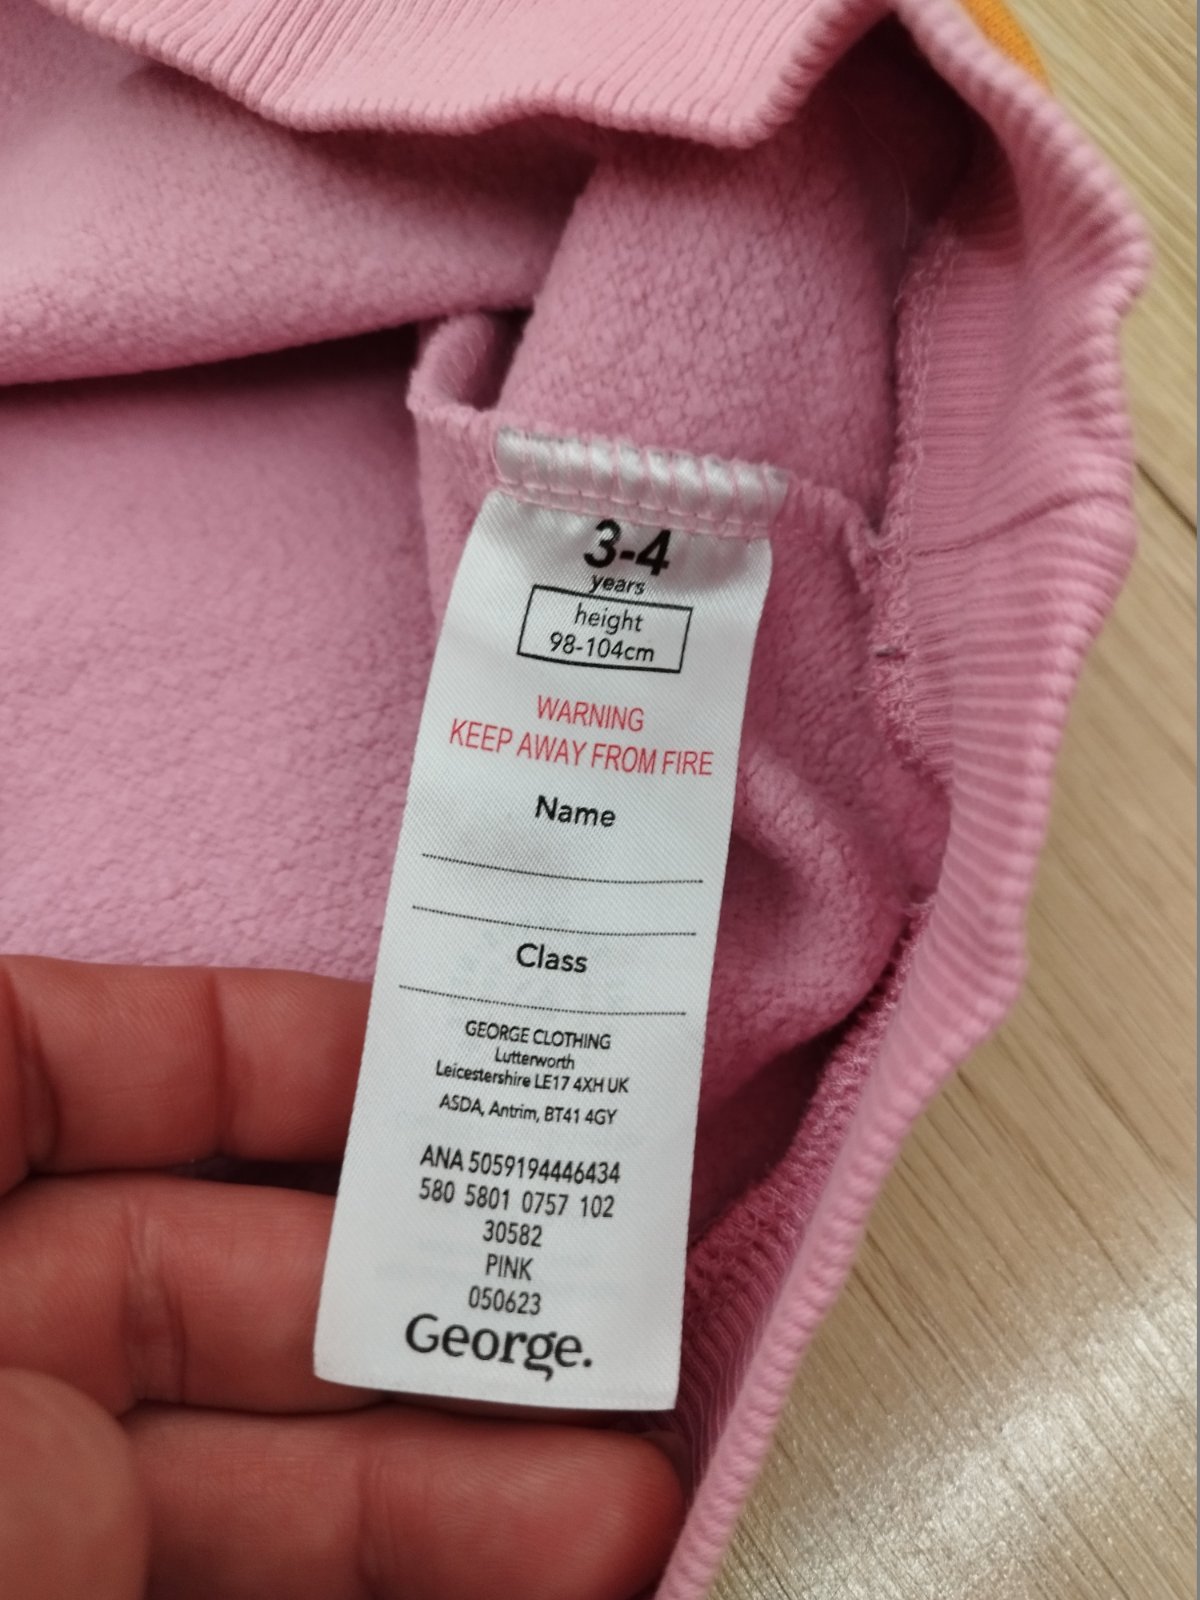 3-4
years
height
98-104cm
WARNING
KEEP AWAY FROM FIRE
Name
Class
GEORGE CLOTHING
Lutterworth
Leicestershire LE17 4XH UK
ASDA, Antrim, BT41 4GY
ANA 5059194446434
580 5801 0757 102
30582
PINK
050623
George.